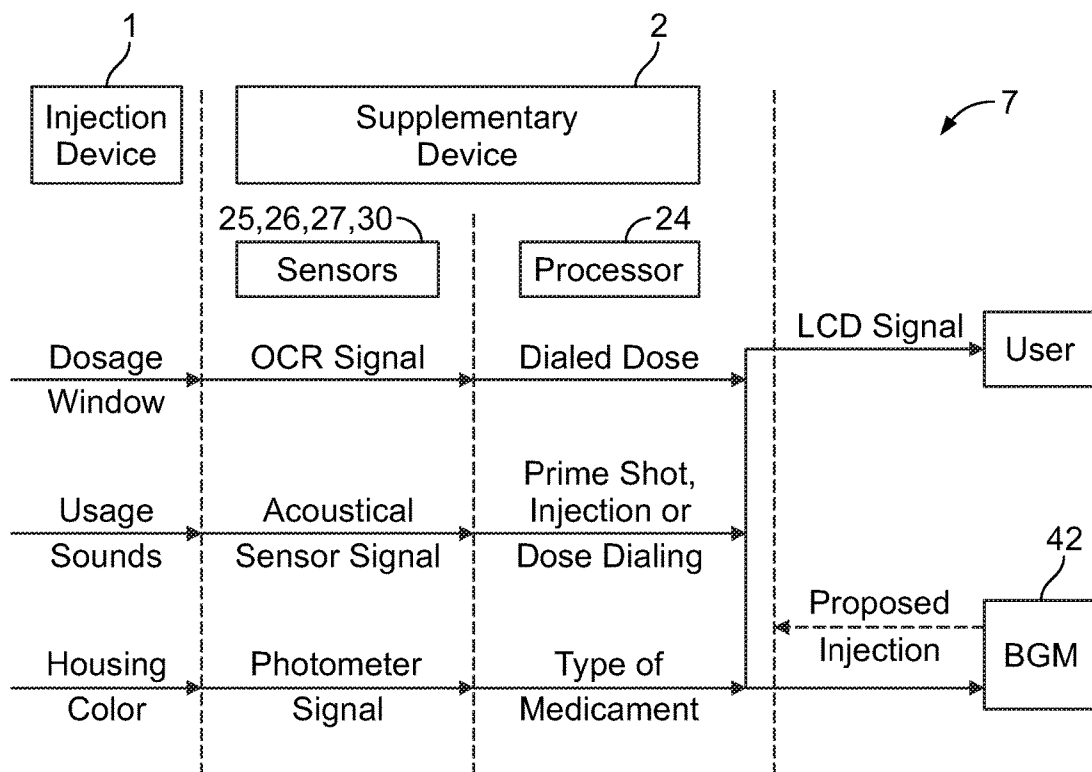 1
2
Injection
Device
Supplementary
Device
7
25,26,27,30
24
Sensors
Processor
LCD Signal
User
Dosage
Window
OCR Signal
Dialed Dose
Usage
Sounds
Acoustical
Sensor Signal
Prime Shot,
Injection or
Dose Dialing
42
Proposed
Injection
BGM
Housing
Color
Photometer
Signal
Type of
Medicament